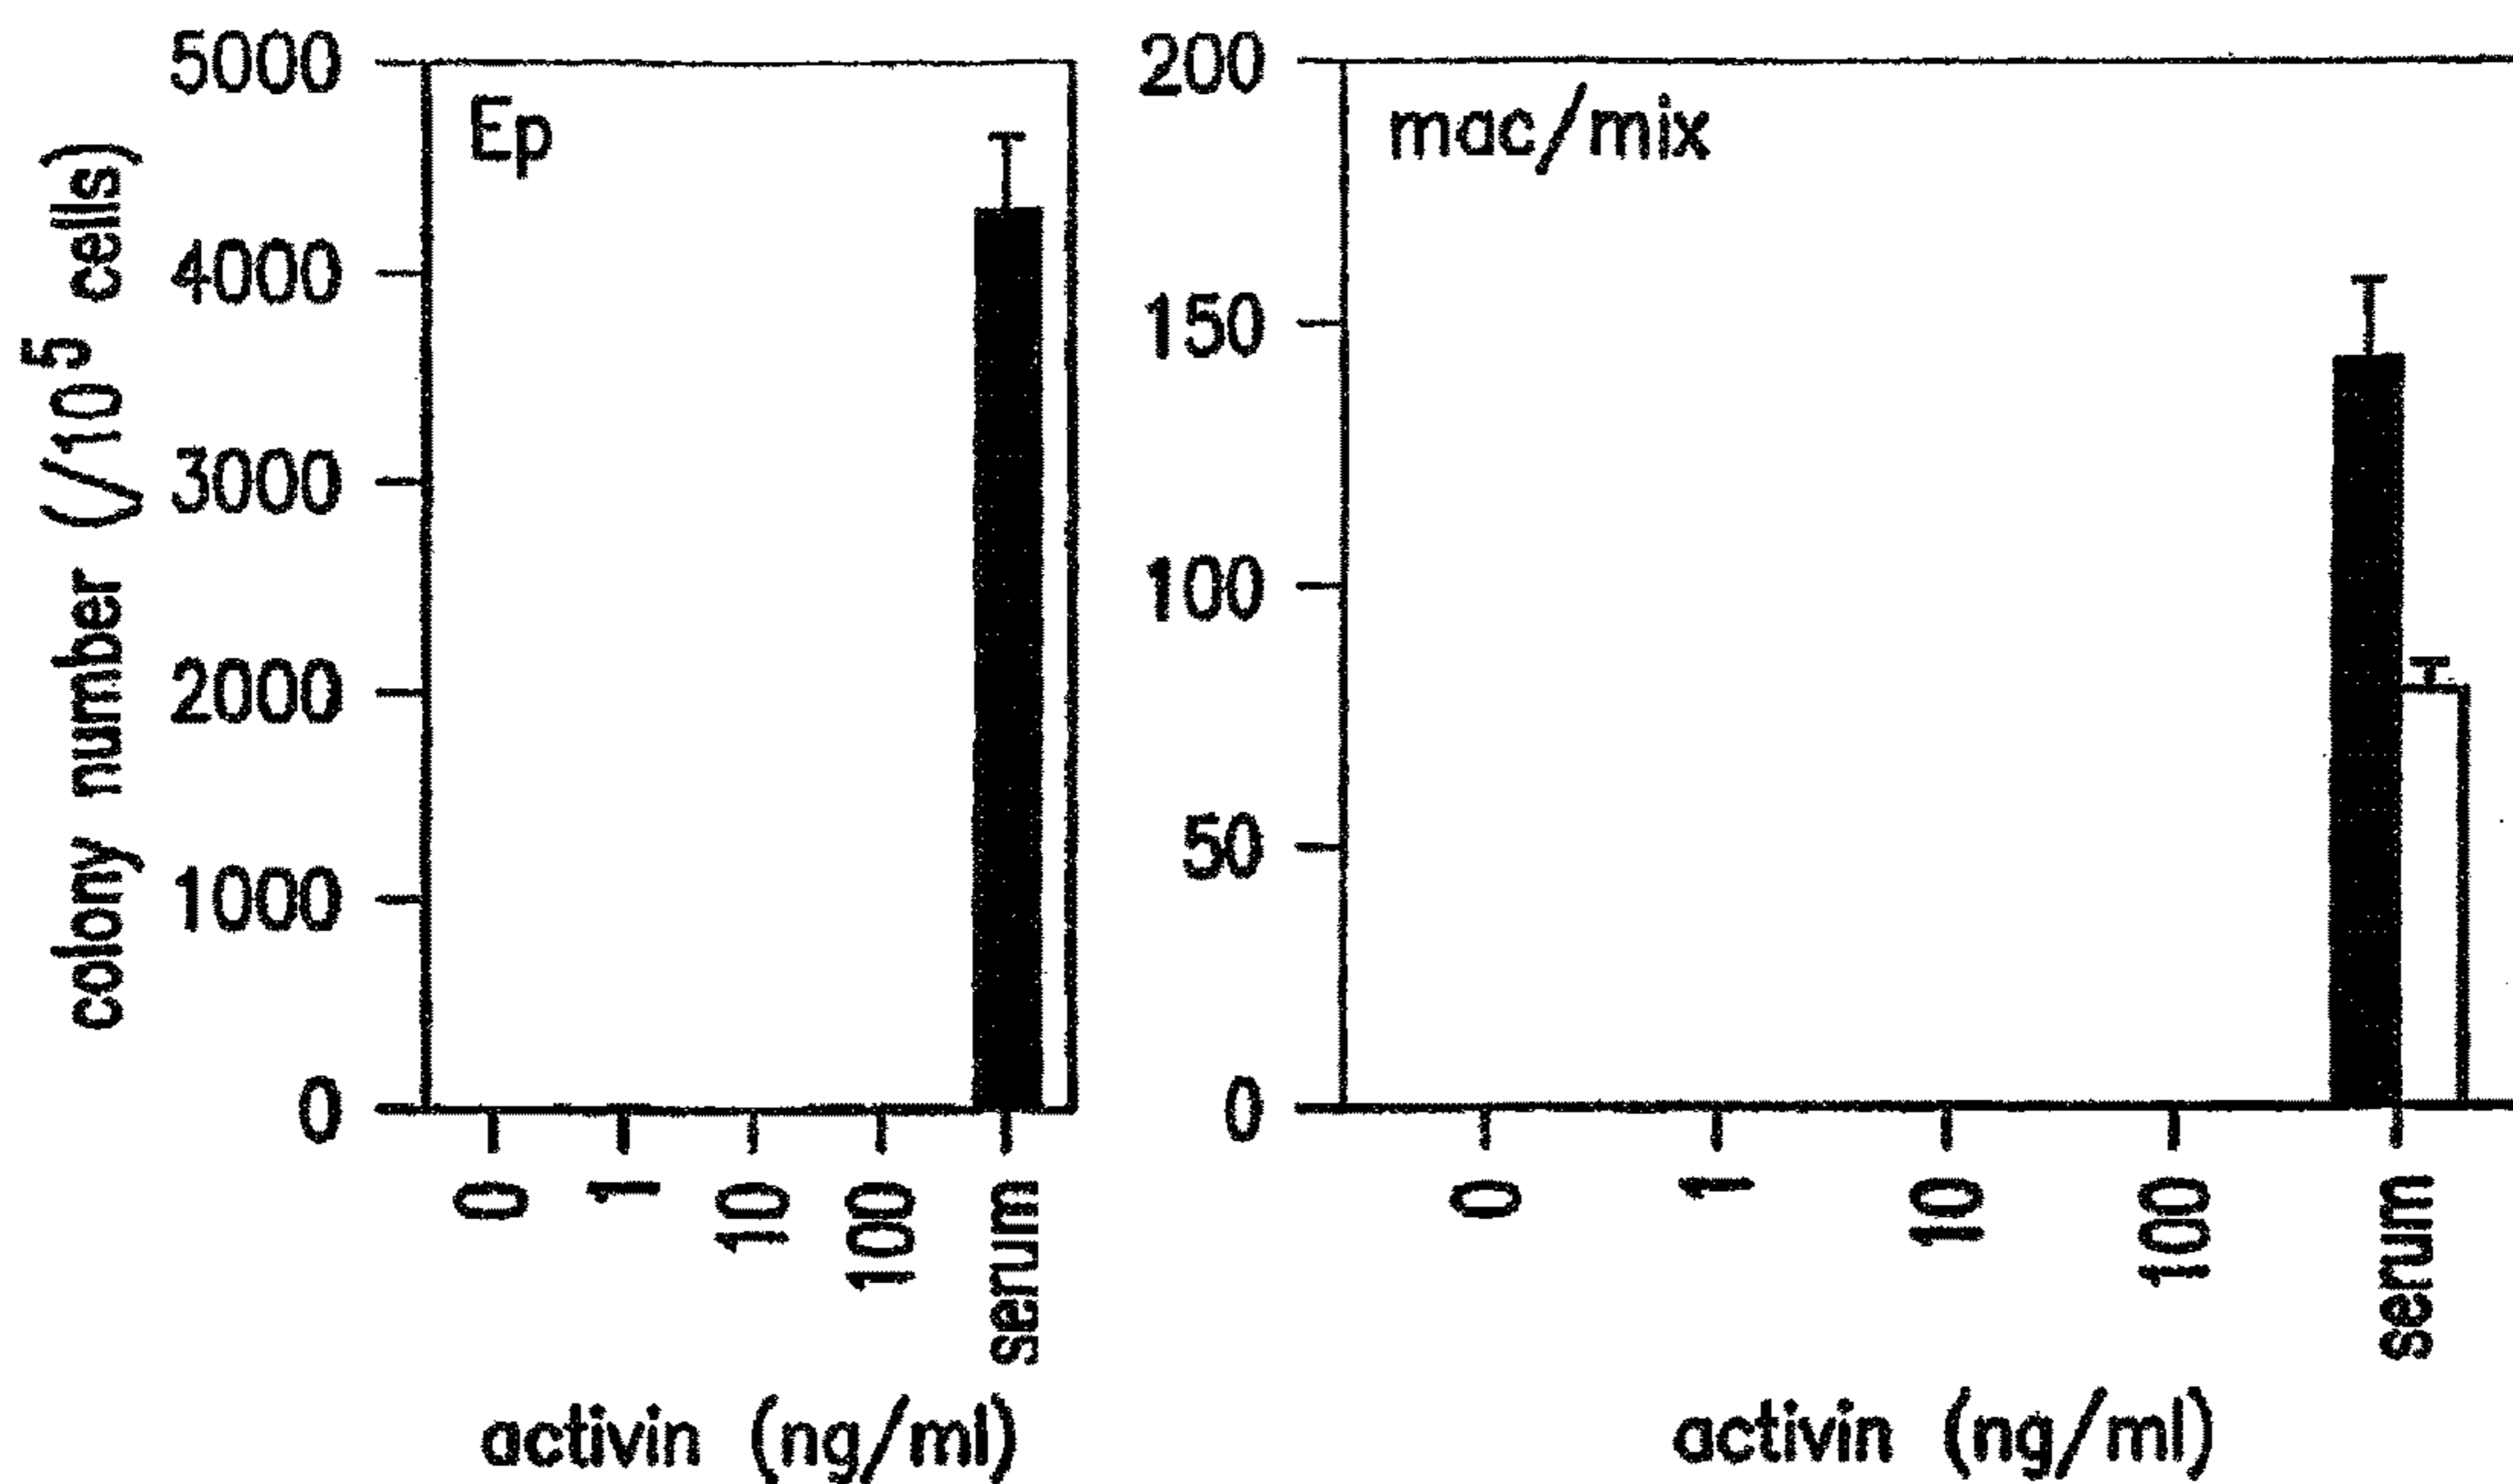 colony number (/10^5 cells)
5000
4000
3000
2000
1000
0
Ep
0
1
10
100
serum
activin (ng/ml)
200
150
100
50
0
mac/mix
0
1
10
100
serum
activin (ng/ml)